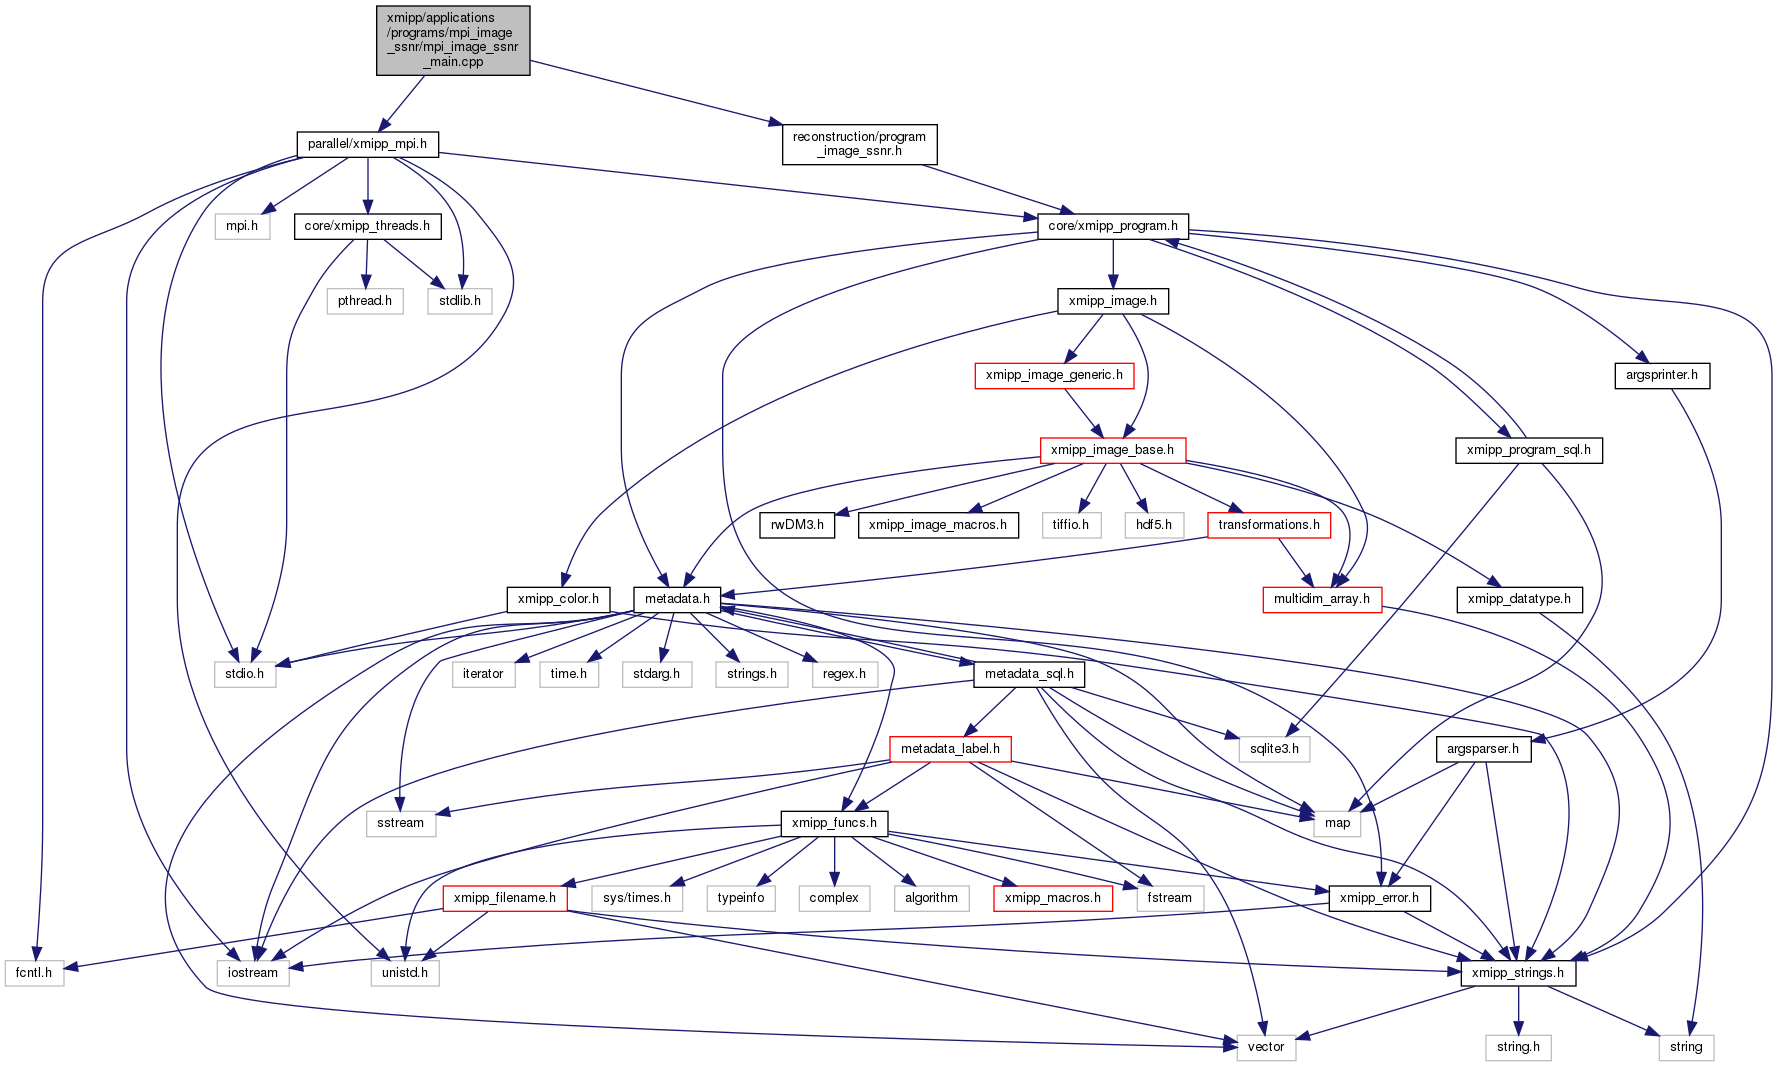 xmipp/applications
/programs/mpi_image
_ssnr/mpi_image_ssnr
_main.cpp
parallel/xmipp_mpi.h
reconstruction/program
_image_ssnr.h
mpi.h
core/xmipp_threads.h
core/xmipp_program.h
pthread.h
stdlib.h
xmipp_image.h
xmipp_image_generic.h
argsprinter.h
xmipp_image_base.h
xmipp_program_sql.h
rwDM3.h
xmipp_image_macros.h
tiffio.h
hdf5.h
transformations.h
xmipp_color.h
metadata.h
multidim_array.h
xmipp_datatype.h
stdio.h
iterator
time.h
stdarg.h
strings.h
regex.h
metadata_sql.h
metadata_label.h
sqlite3.h
argsparser.h
sstream
xmipp_funcs.h
map
xmipp_filename.h
sys/times.h
typeinfo
complex
algorithm
xmipp_macros.h
fstream
xmipp_error.h
fcntl.h
iostream
unistd.h
xmipp_strings.h
vector
string.h
string